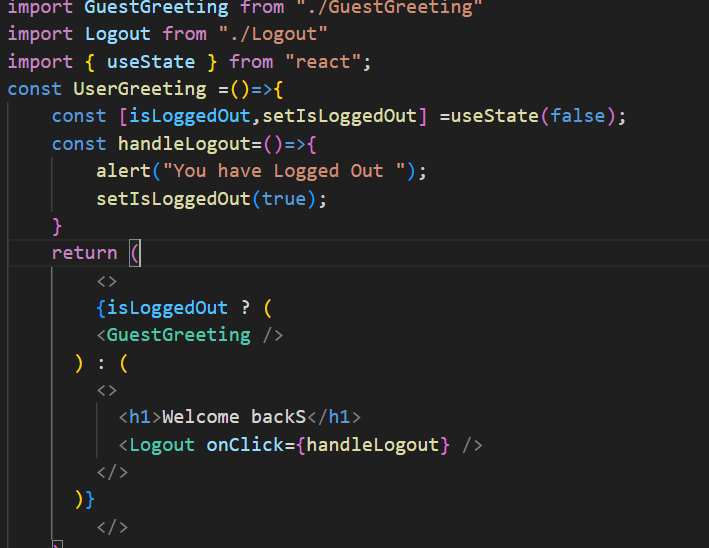 import GuestGreeting from "./GuestGreeting"
import Logout from "./Logout"
import { useState } from "react";
const UserGreeting =()=>{
    const [isLoggedOut,setIsLoggedOut] =useState(false);
    const handleLogout=()=>{
        alert("You have Logged Out ");
        setIsLoggedOut(true);
    }
    return (
        <>
        {isLoggedOut ? (
        <GuestGreeting />
      ) : (
        <>
          <h1>Welcome backS</h1>
          <Logout onClick={handleLogout} />
        </>
      )}
        </>
    )